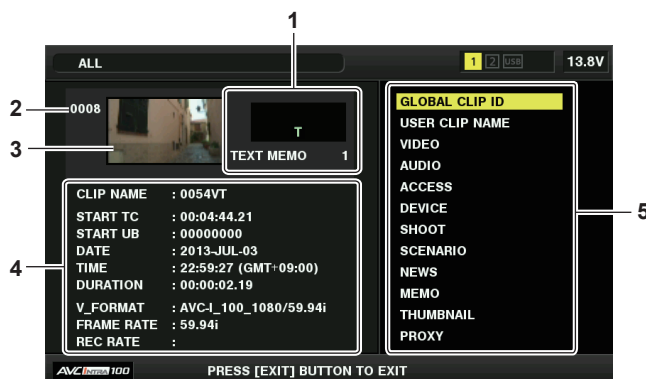 1
ALL
1 2 USB
13.8V
2
0008
3
T
TEXT MEMO 1
4
CLIP NAME : 0054VT
START TC : 00:04:44.21
START UB : 00000000
DATE : 2013-JUL-03
TIME : 22:59:27 (GMT+09:00)
DURATION : 00:00:02.19
V_FORMAT : AVC-I_100_1080/59.94i
FRAME RATE : 59.94i
REC RATE :
GLOBAL CLIP ID
USER CLIP NAME
VIDEO
AUDIO
ACCESS
DEVICE
SHOOT
SCENARIO
NEWS
MEMO
THUMBNAIL
PROXY
5
AVC INTRA 100
PRESS [EXIT] BUTTON TO EXIT